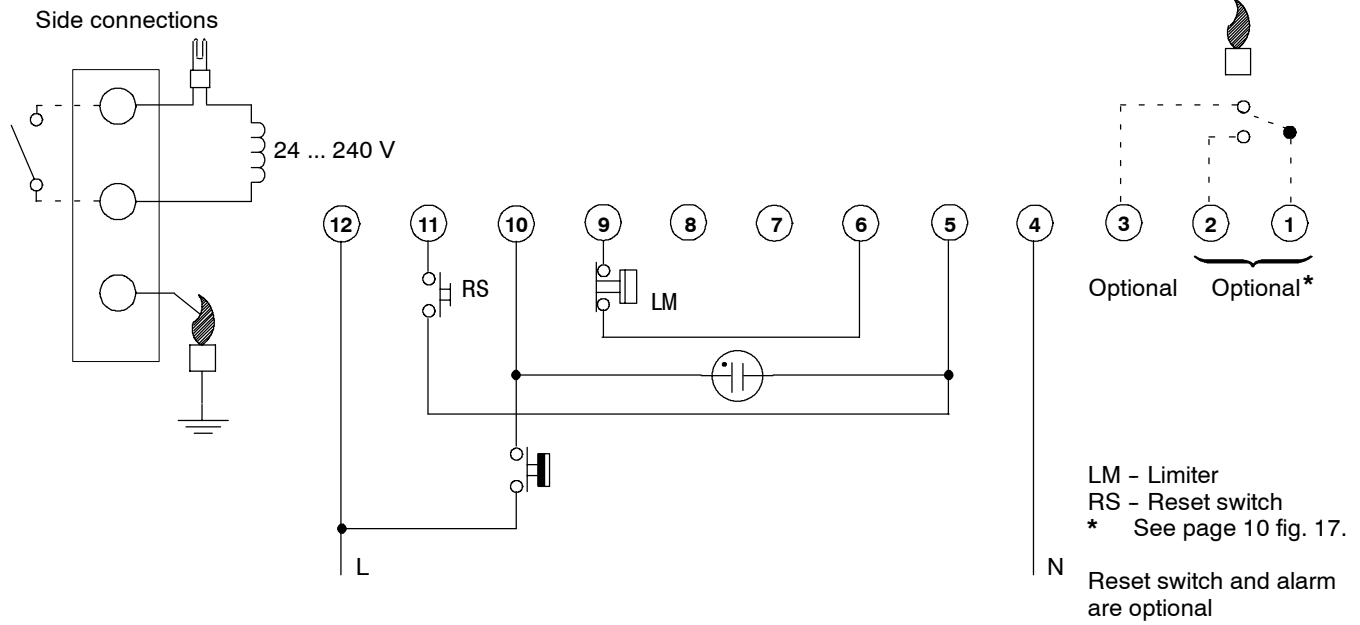 Side connections
24 ... 240 V
12 11 10 9 8 7 6 5 4 3 2 1
RS
LM
Optional Optional*
L
N
LM - Limiter
RS - Reset switch
* See page 10 fig. 17.
Reset switch and alarm
are optional